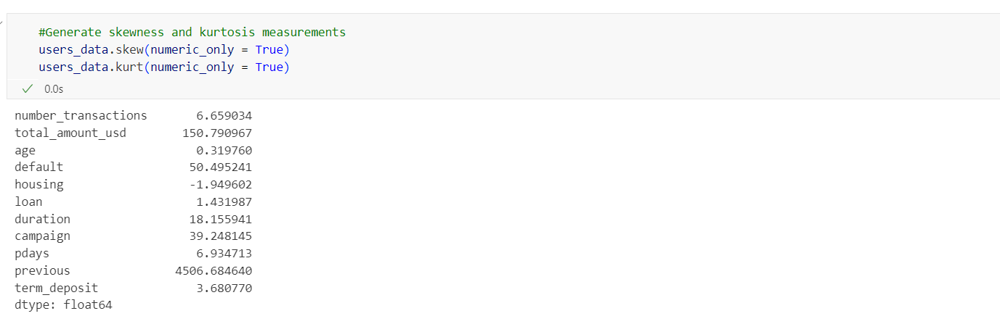 #Generate skewness and kurtosis measurements
users_data.skew(numeric_only = True)
users_data.kurt(numeric_only = True)
0.0s
number_transactions 6.659034
total_amount_usd 150.790967
age 0.319760
default 50.495241
housing -1.949602
loan 1.431987
duration 18.155941
campaign 39.248145
pdays 6.934713
previous 4506.684640
term_deposit 3.680770
dtype: float64